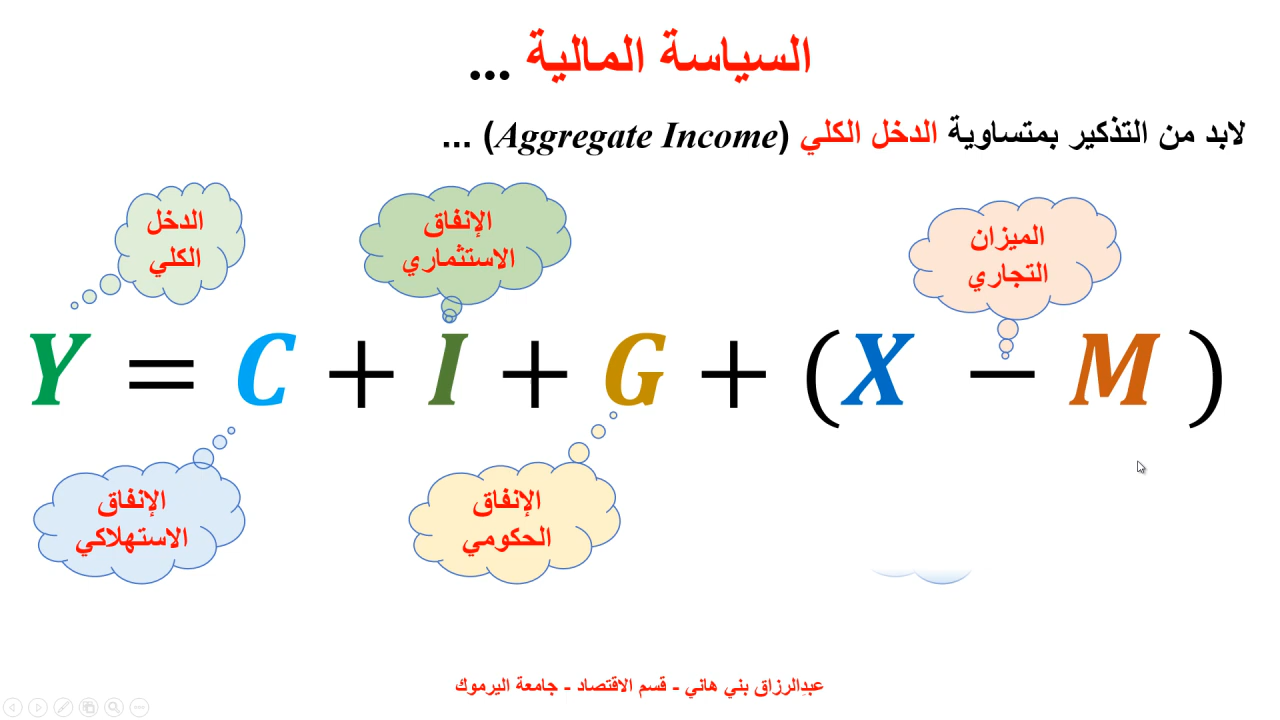 السياسة المالية ...
لابد من التذكير بمتساوية الدخل الكلي (Aggregate Income) ...
الدخل
الكلي
الإنفاق
الاستثماري
الميزان
التجاري
Y = C + I + G + (X − M)
الإنفاق
الاستهلاكي
الإنفاق
الحكومي
عبدالرزاق بني هاني - قسم الاقتصاد - جامعة اليرموك